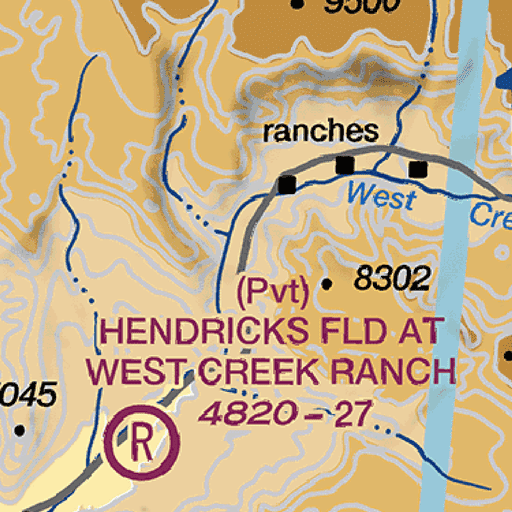 9500
ranches
West
Cre
8302
(Pvt)
HENDRICKS FLD AT
WEST CREEK RANCH
4820 - 27
045
R